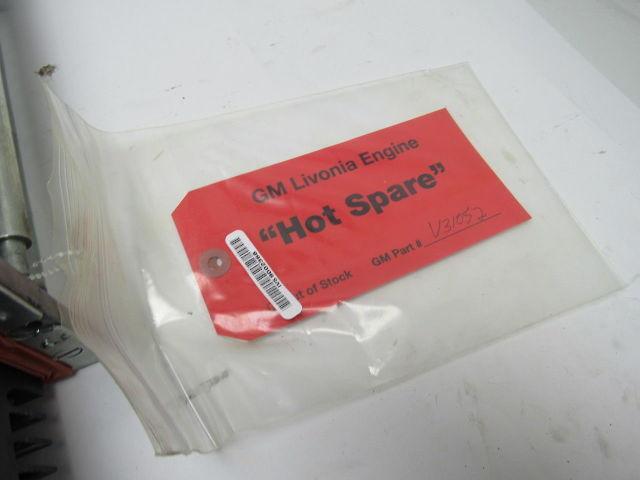 GM Livonia Engine
“Hot Spare”
of Stock GM Part # V31052